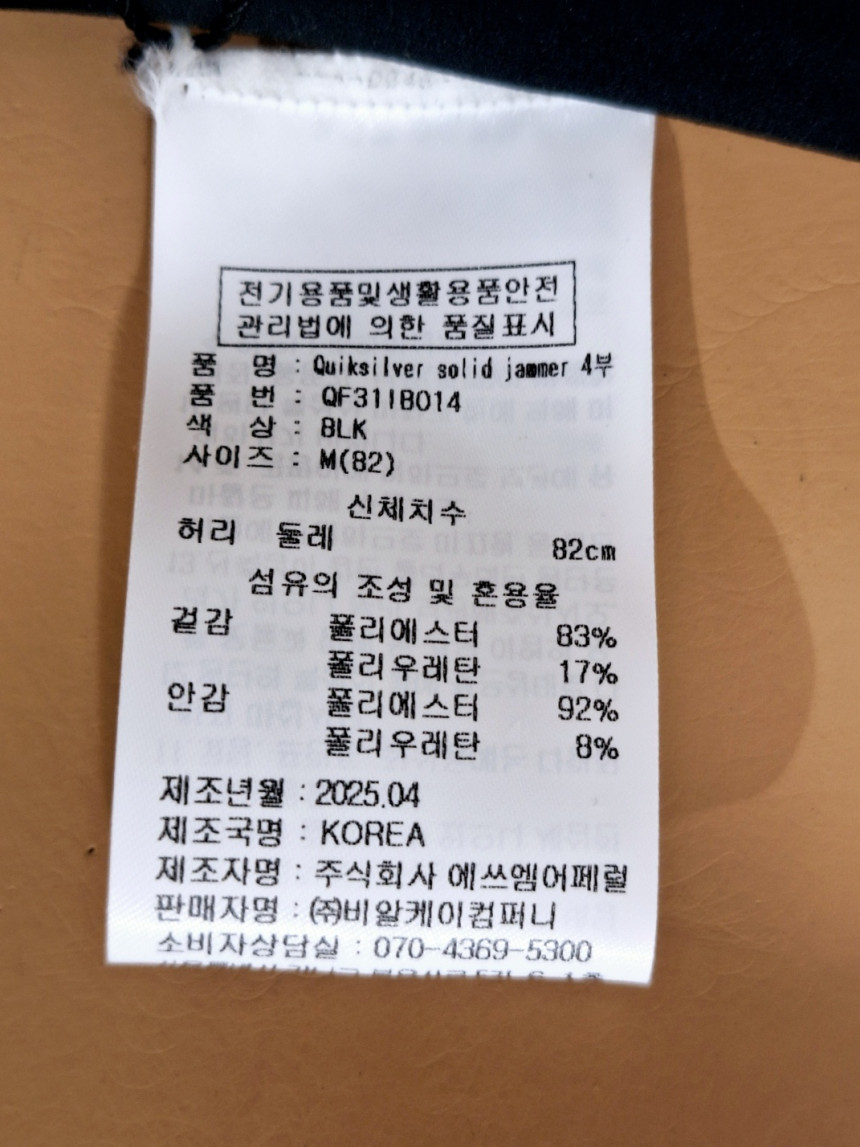 전기용품및생활용품안전
관리법에 의한 품질표시
품 명 : Quiksilver solid jammer 4부
품 번 : QF31IB014
색 상 : BLK
사이즈 : M(82)
신체치수
허리 둘레 82cm
섬유의 조성 및 혼용율
겉감 폴리에스터 83%
폴리우레탄 17%
안감 폴리에스터 92%
폴리우레탄 8%
제조년월 : 2025.04
제조국명 : KOREA
제조자명 : 주식회사 에쓰엠어페럴
판매자명 : ㈜비알케이컴퍼니
소비자상담실 : 070-4369-5300